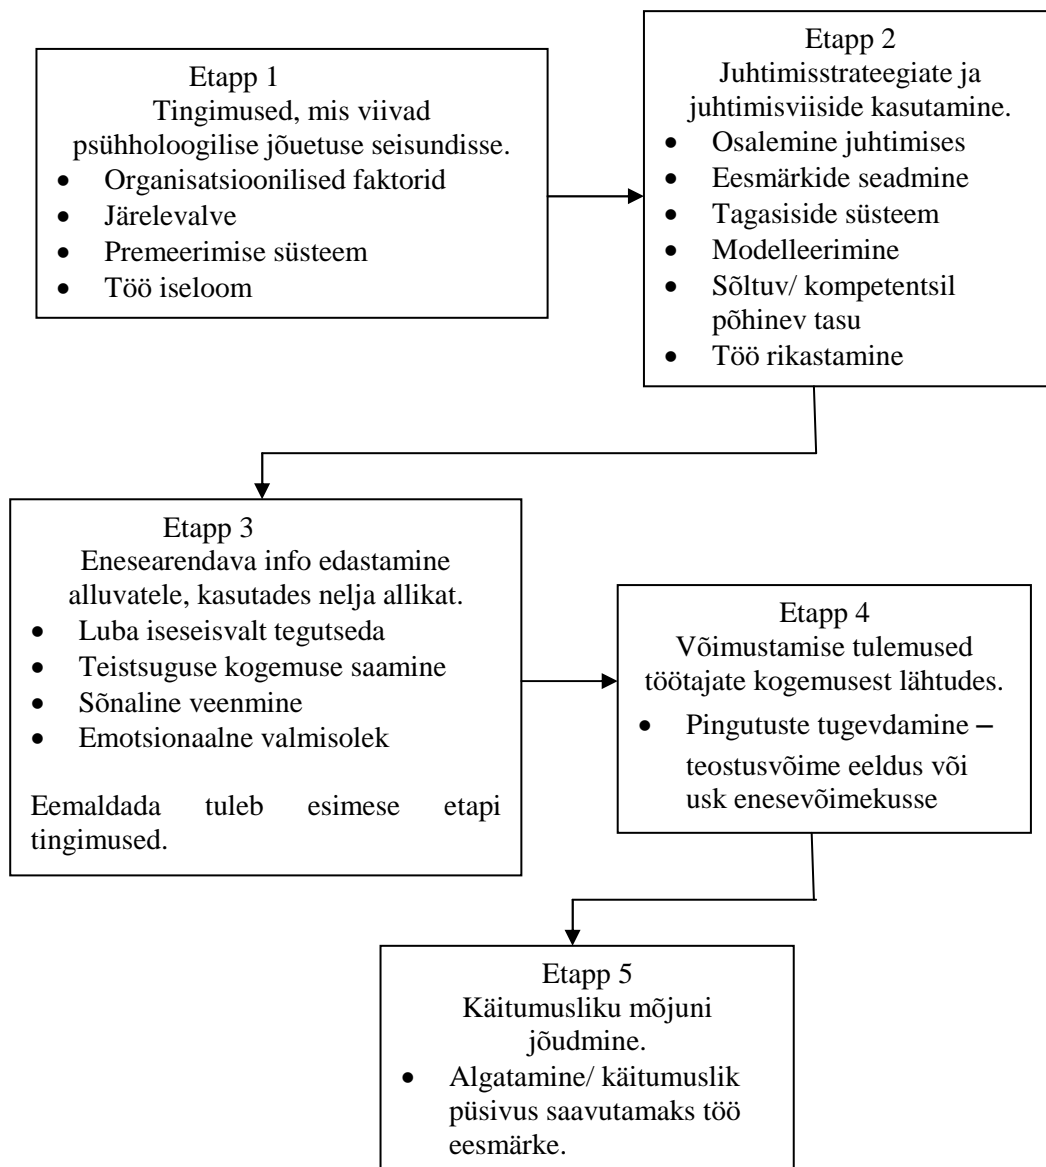 Etapp 1
Tingimused, mis viivad
psühholoogilise jõuetuse seisundisse.
• Organisatsioonilised faktorid
• Järelevalve
• Premeerimise süsteem
• Töö iseloom
Etapp 2
Juhtimisstrateegiate ja
juhtimisviiside kasutamine.
• Osalemine juhtimises
• Eesmärkide seadmine
• Tagasiside süsteem
• Modelleerimine
• Sõltuv/ kompetentsil
põhinev tasu
• Töö rikastamine
Etapp 3
Enesearendava info edastamine
alluvatele, kasutades nelja allikat.
• Luba iseseisvalt tegutseda
• Teistsuguse kogemuse saamine
• Sõnaline veenmine
• Emotsionaalne valmisolek
Eemaldada tuleb esimese etapi
tingimused.
Etapp 4
Võimustamise tulemused
töötajate kogemusest lähtudes.
• Pingutuste tugevdamine –
teostusvõime eeldus või
usk enesevõimekusse
Etapp 5
Käitumusliku mõjuni
jõudmine.
• Algatamine/ käitumuslik
püsivus saavutamaks töö
eesmärke.